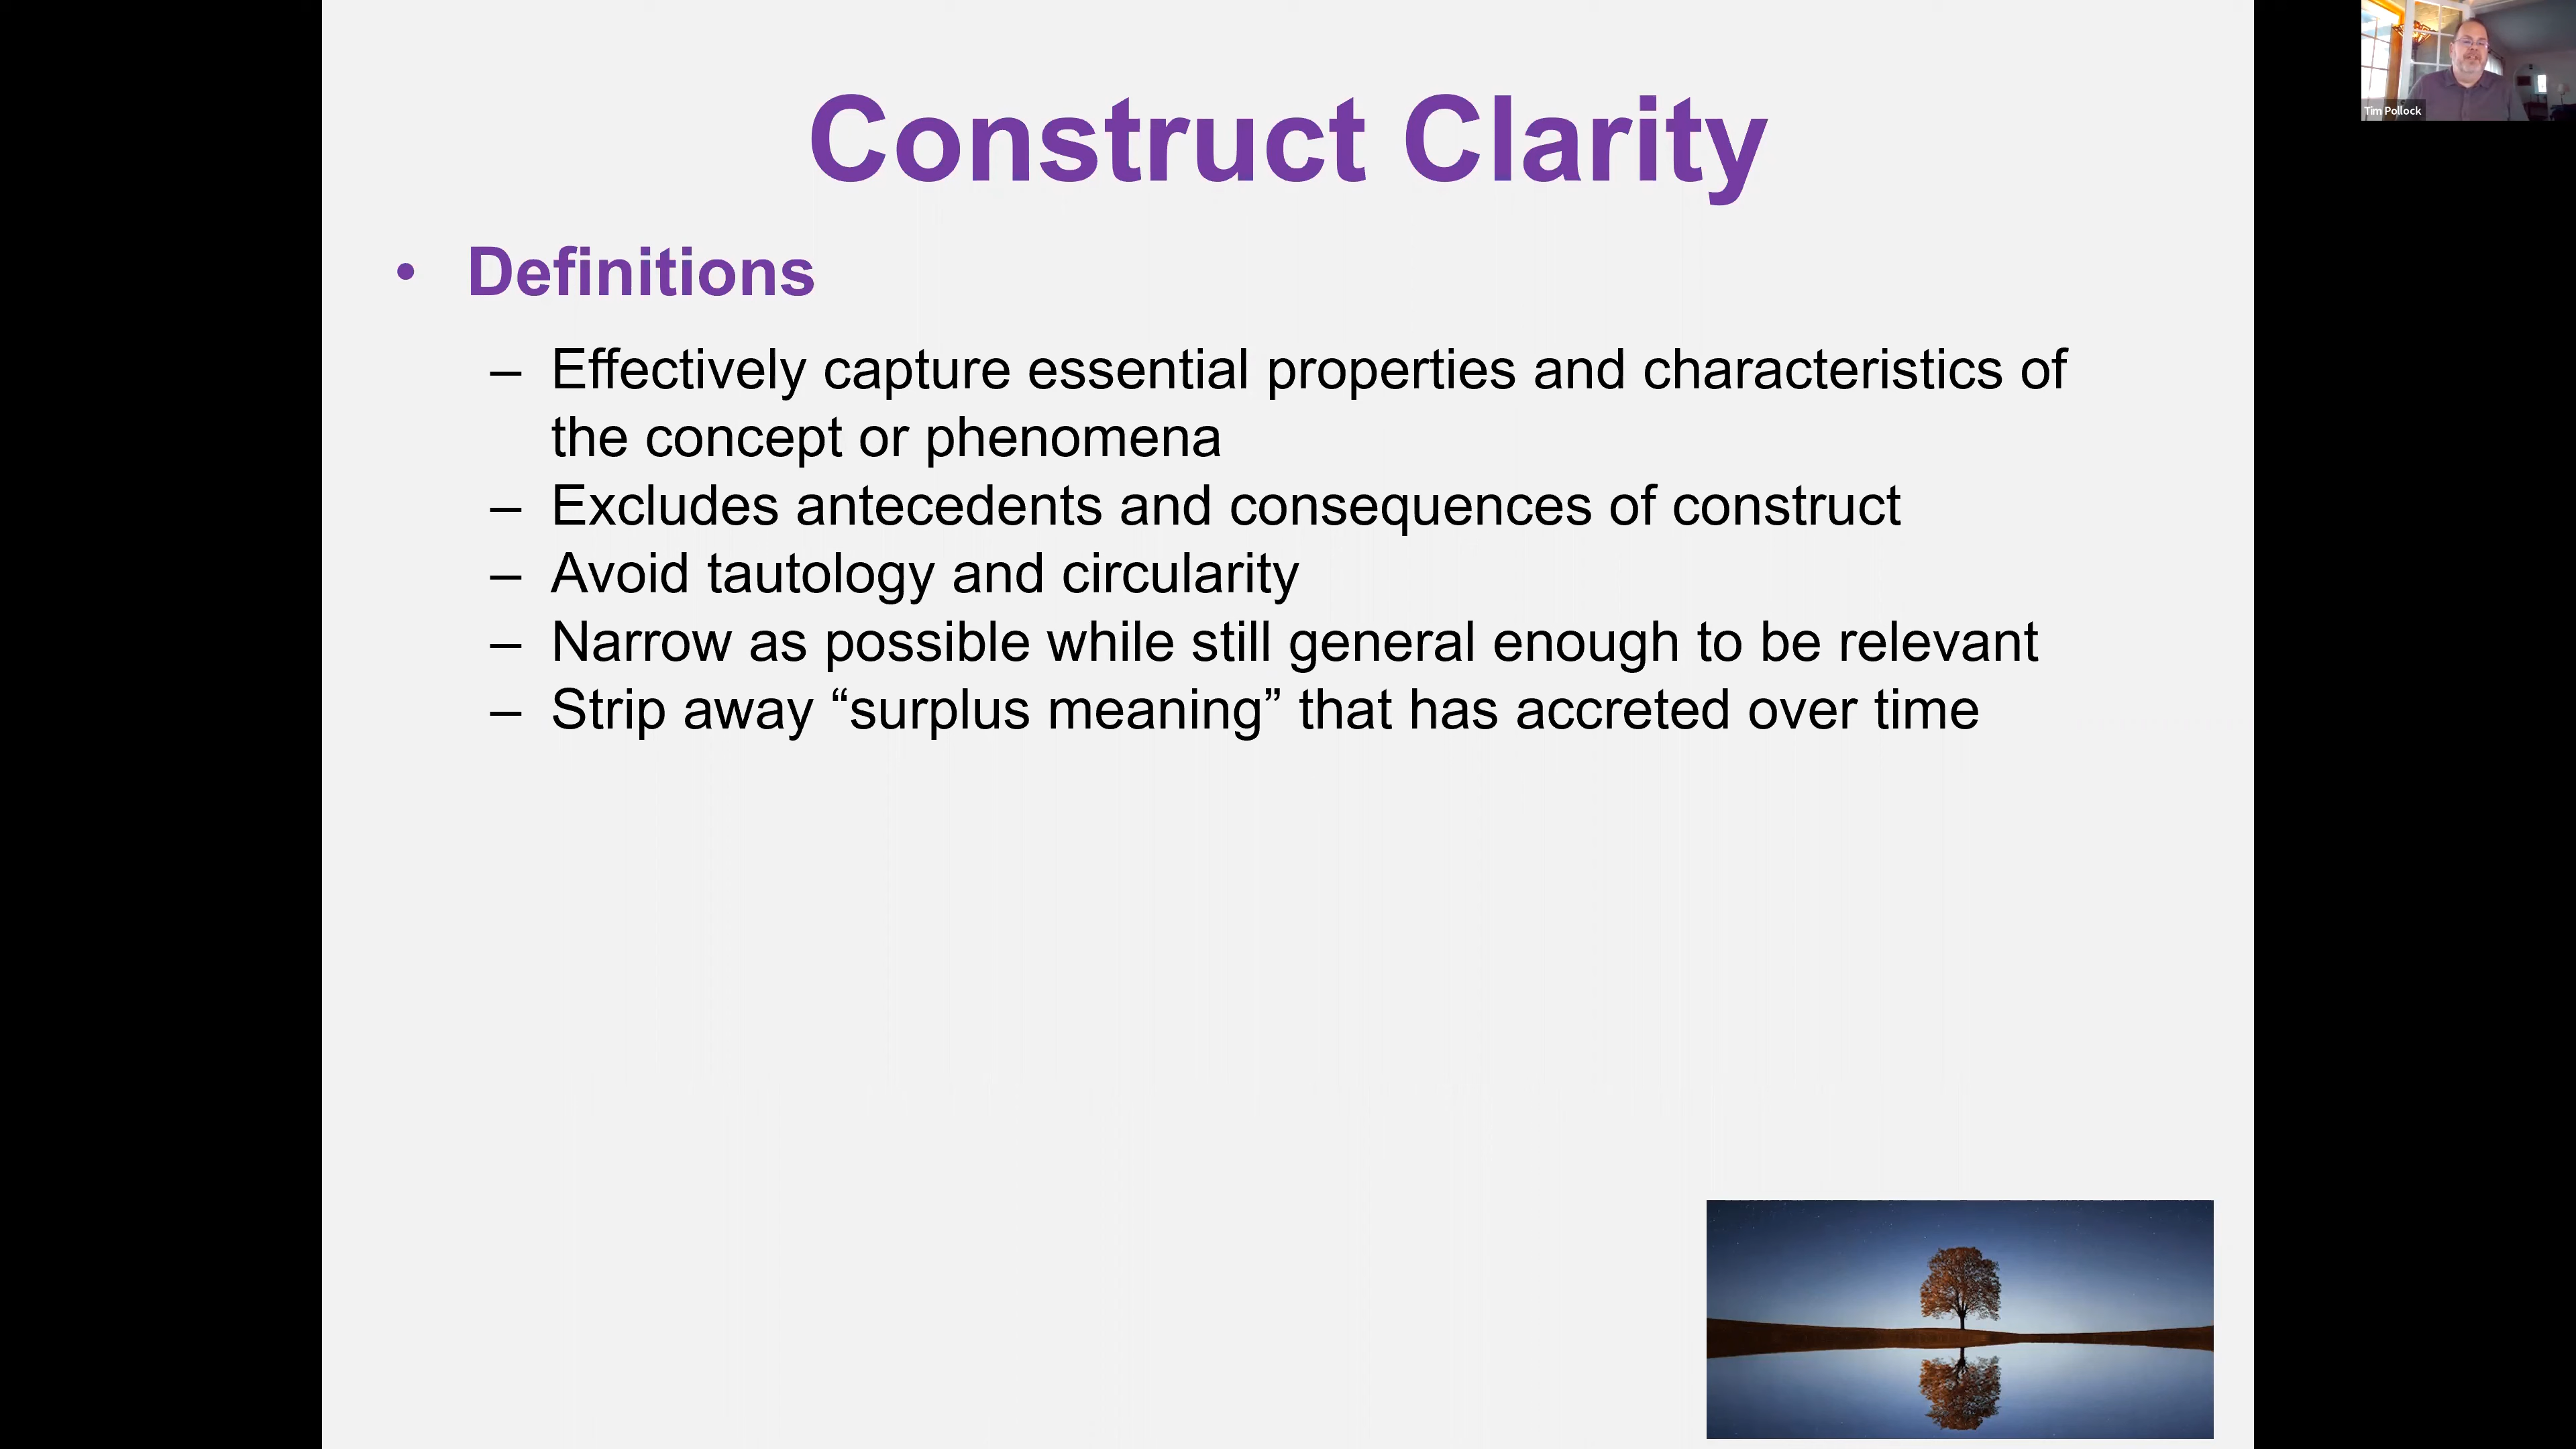 Construct Clarity
• Definitions
– Effectively capture essential properties and characteristics of
the concept or phenomena
– Excludes antecedents and consequences of construct
– Avoid tautology and circularity
– Narrow as possible while still general enough to be relevant
– Strip away “surplus meaning” that has accreted over time
Tim Pollock